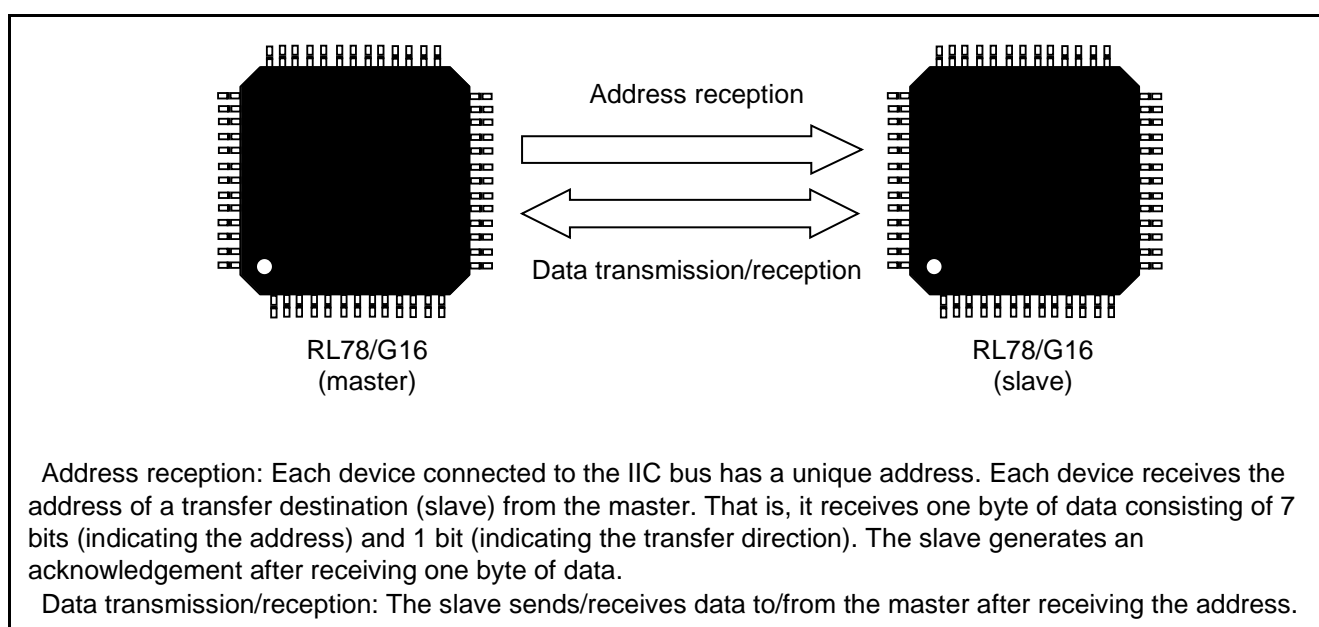 Address reception
Data transmission/reception
RL78/G16
(master)
RL78/G16
(slave)
Address reception: Each device connected to the IIC bus has a unique address. Each device receives the
address of a transfer destination (slave) from the master. That is, it receives one byte of data consisting of 7
bits (indicating the address) and 1 bit (indicating the transfer direction). The slave generates an
acknowledgement after receiving one byte of data.
Data transmission/reception: The slave sends/receives data to/from the master after receiving the address.